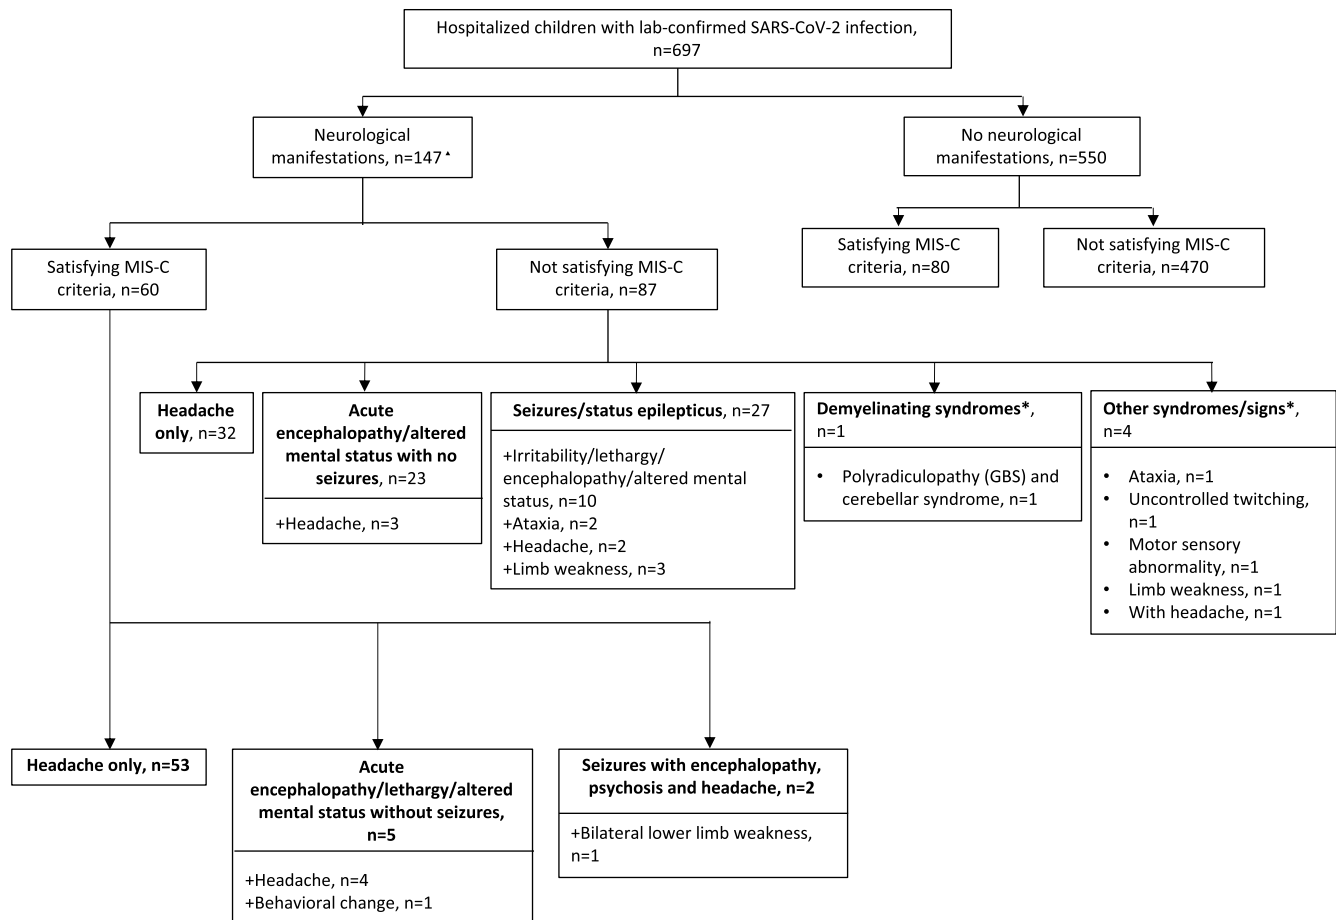 Hospitalized children with lab-confirmed SARS-CoV-2 infection,
n=697
Neurological
manifestations, n=147▲
No neurological
manifestations, n=550
Satisfying MIS-C
criteria, n=60
Not satisfying MIS-C
criteria, n=87
Satisfying MIS-C
criteria, n=80
Not satisfying MIS-C
criteria, n=470
Headache
only, n=32
Acute
encephalopathy/altered
mental status with no
seizures, n=23
+Headache, n=3
Seizures/status epilepticus, n=27
+Irritability/lethargy/
encephalopathy/altered mental
status, n=10
+Ataxia, n=2
+Headache, n=2
+Limb weakness, n=3
Demyelinating syndromes*,
n=1
• Polyradiculopathy (GBS) and
cerebellar syndrome, n=1
Other syndromes/signs*,
n=4
• Ataxia, n=1
• Uncontrolled twitching,
n=1
• Motor sensory
abnormality, n=1
• Limb weakness, n=1
• With headache, n=1
Headache only, n=53
Acute
encephalopathy/lethargy/altered
mental status without seizures,
n=5
+Headache, n=4
+Behavioral change, n=1
Seizures with encephalopathy,
psychosis and headache, n=2
+Bilateral lower limb weakness,
n=1